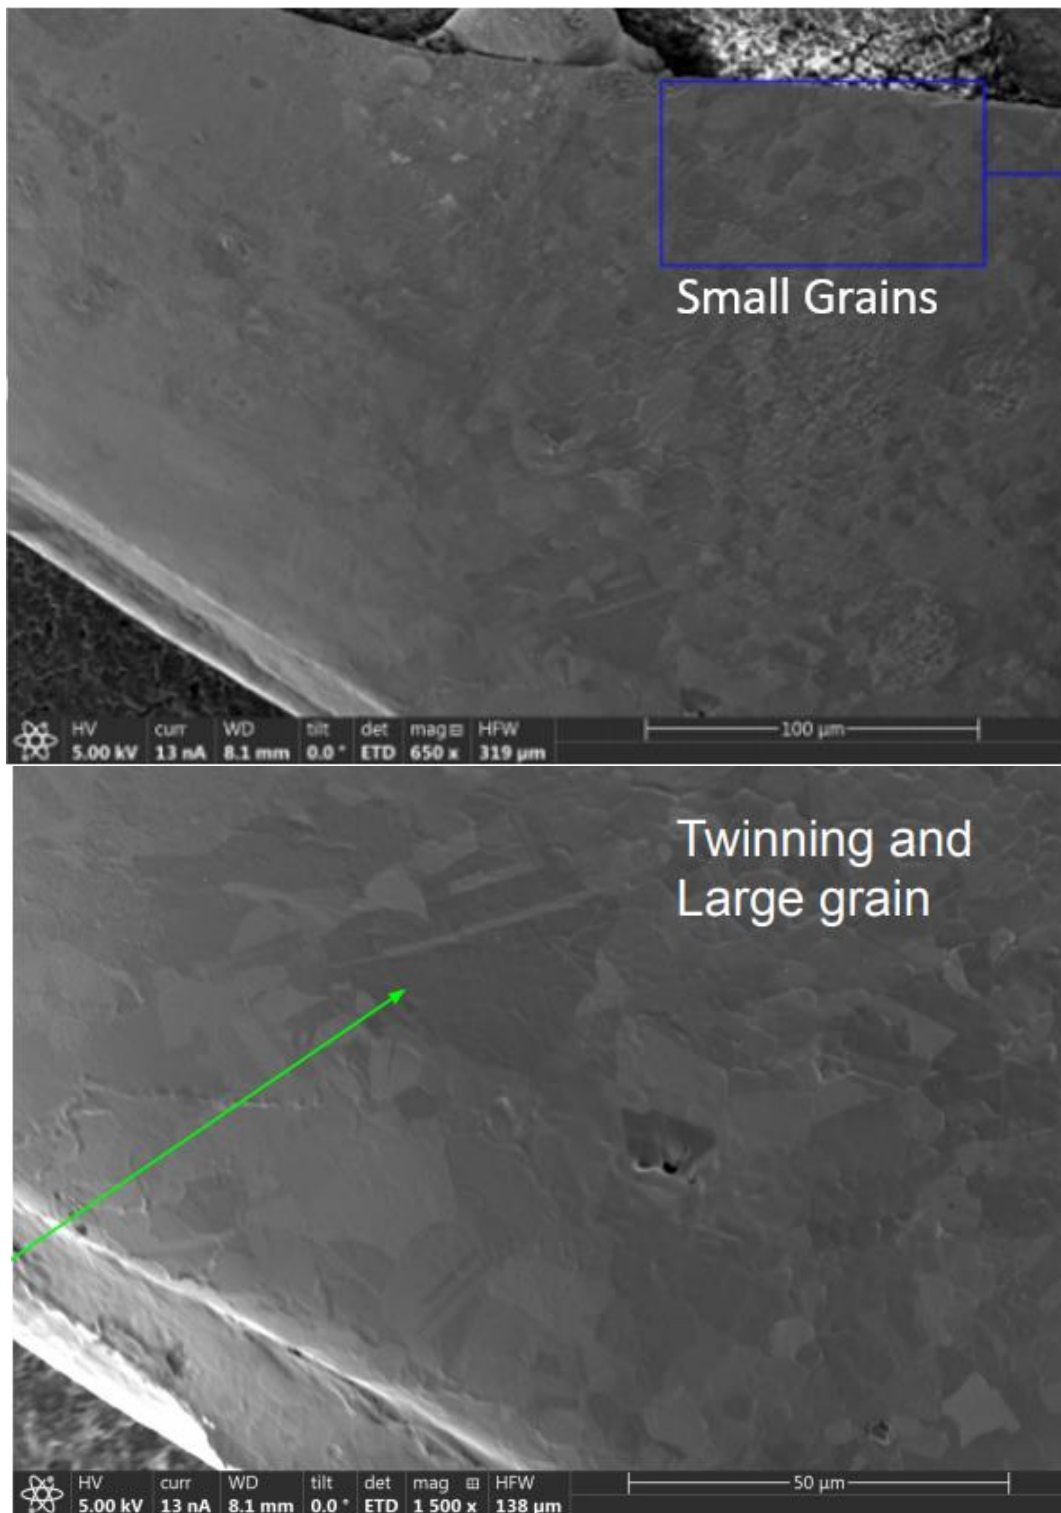 Small Grains
HV curr WD tilt det mag HFW
5.00 kV 13 nA 8.1 mm 0.0 ° ETD 650 x 319 µm
100 µm
Twinning and
Large grain
HV curr WD tilt det mag HFW
5.00 kV 13 nA 8.1 mm 0.0 ° ETD 1 500 x 138 µm
50 µm